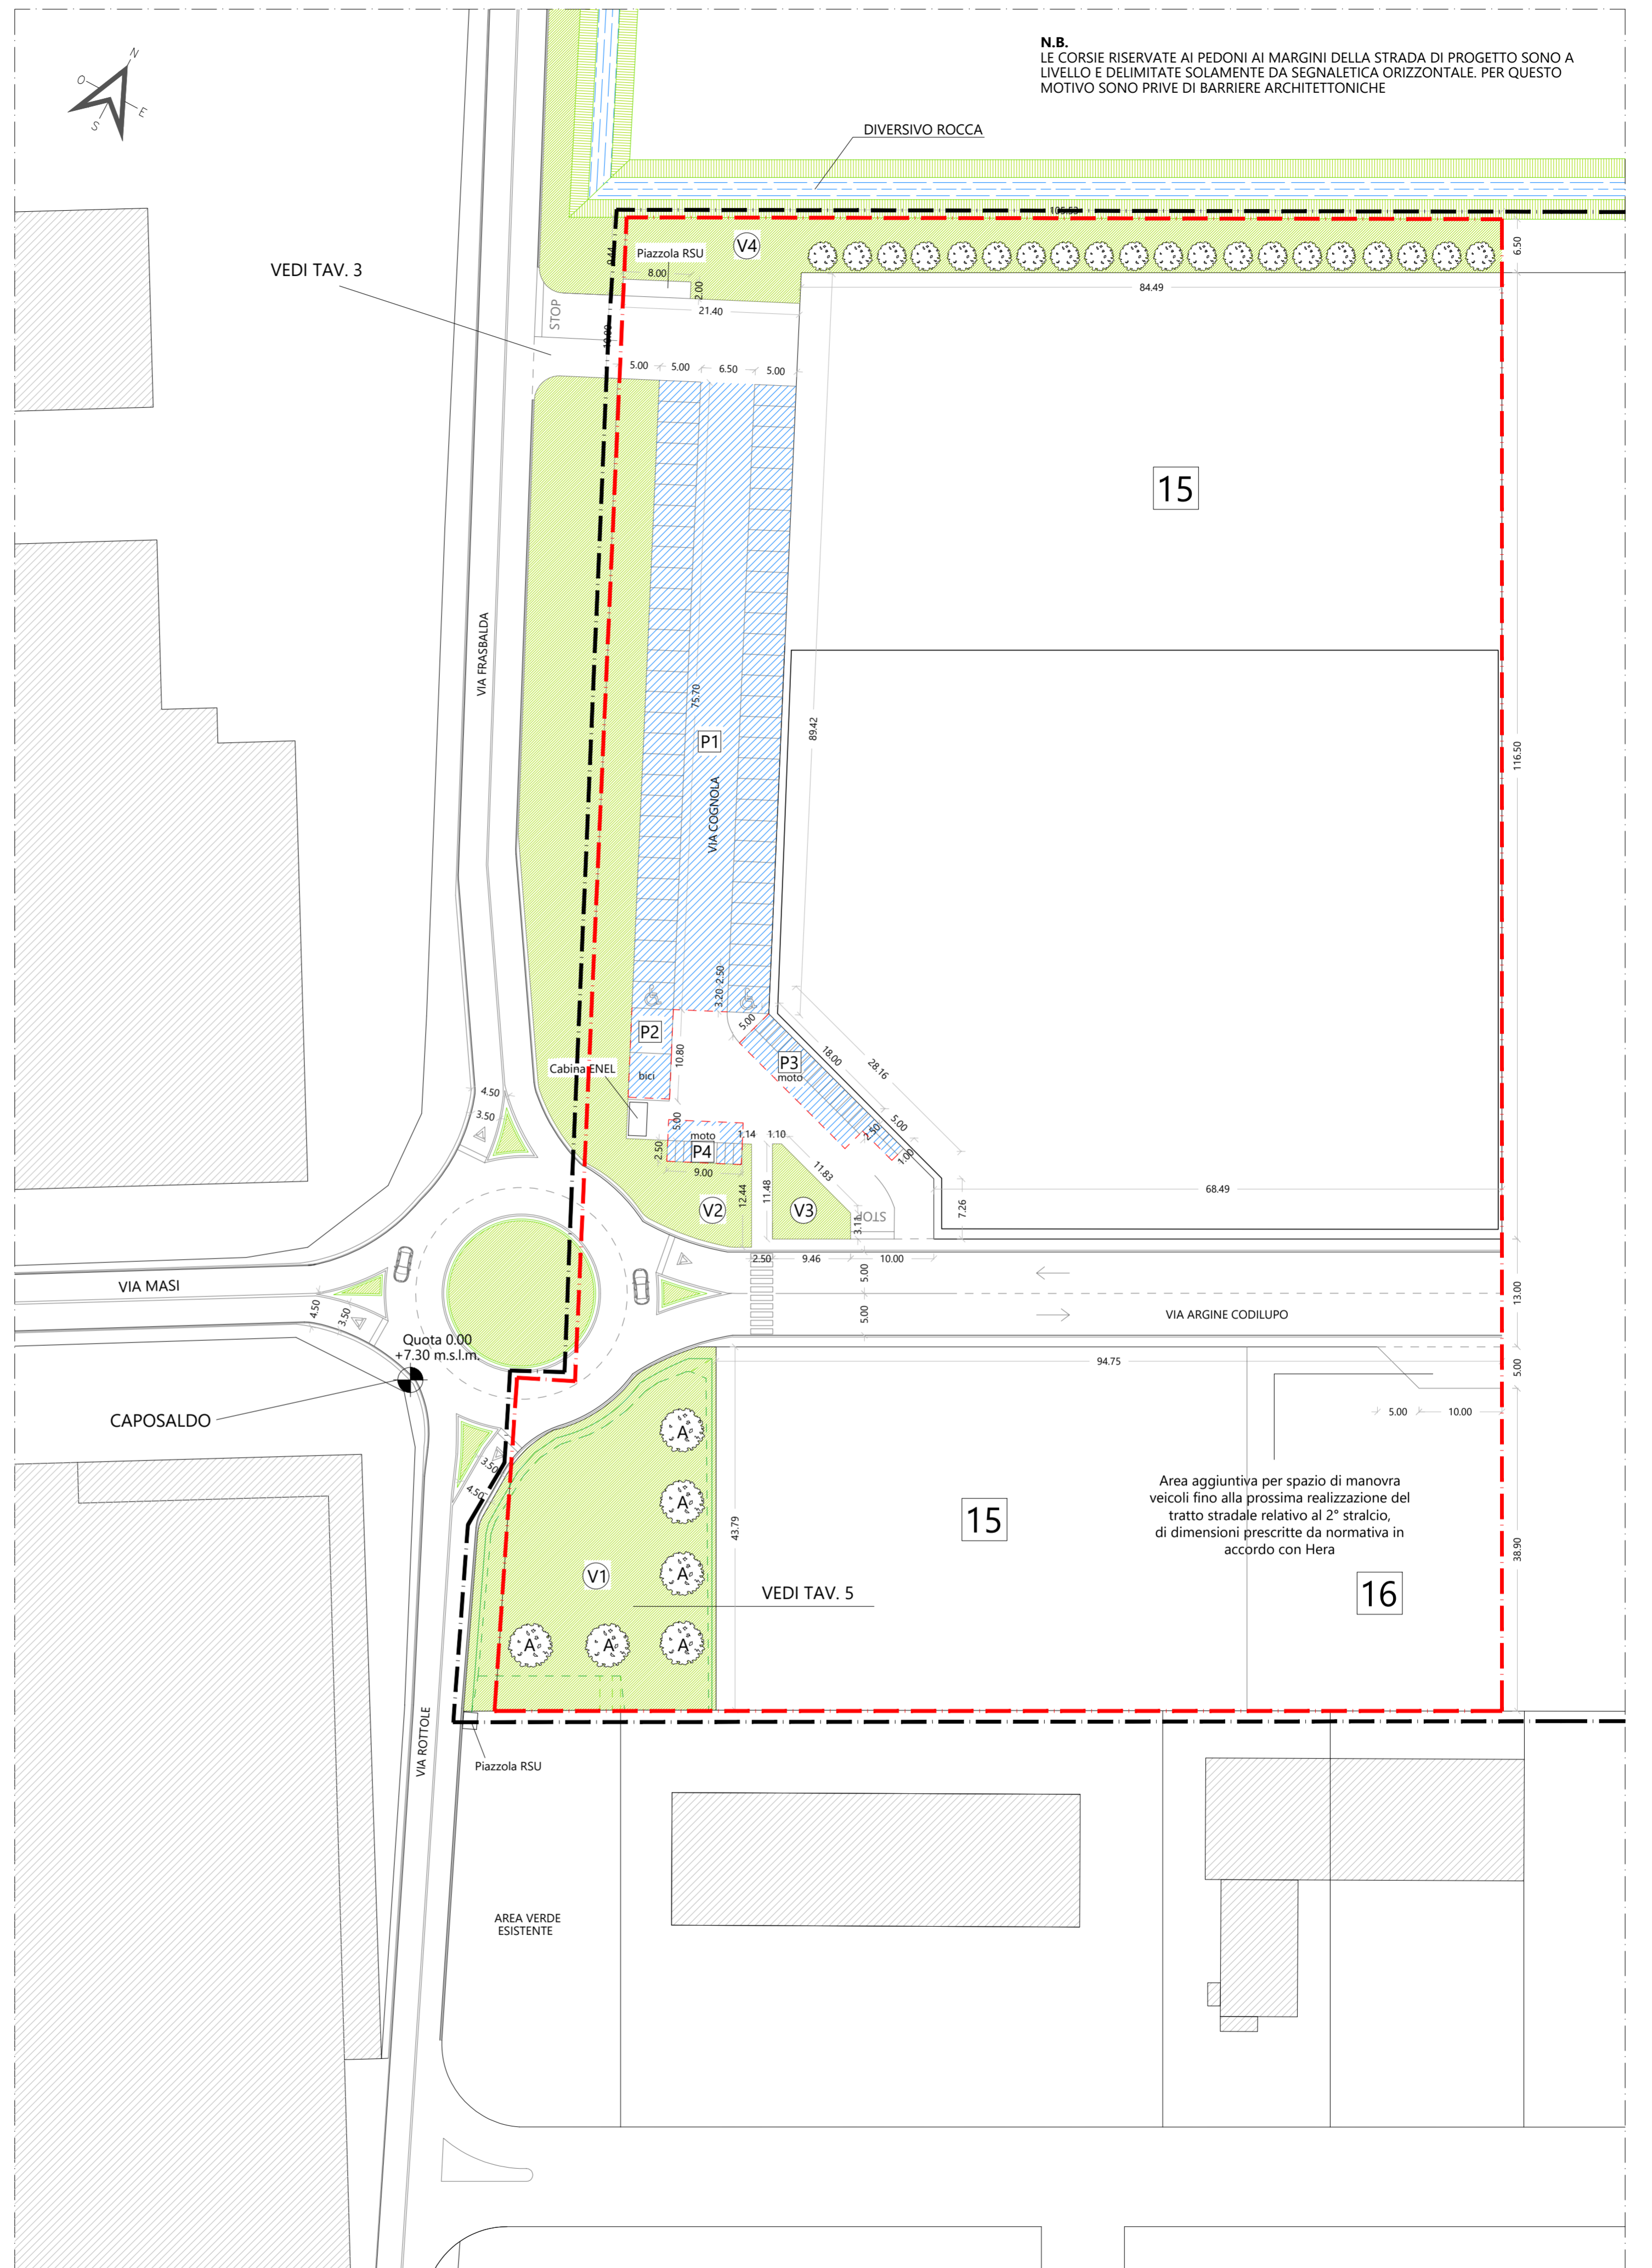 N.B.
LE CORSIE RISERVATE AI PEDONI AI MARGINI DELLA STRADA DI PROGETTO SONO A
LIVELLO E DELIMITATE SOLAMENTE DA SEGNALETICA ORIZZONTALE. PER QUESTO
MOTIVO SONO PRIVE DI BARRIERE ARCHITETTONICHE
N
O
E
S
DIVERSIVO ROCCA
105.53
9.44
Piazzola RSU
V4
6.50
VEDI TAV. 3
8.00
2.00
84.49
21.40
STOP
10.00
5.00
5.00
6.50
5.00
15
VIA FRASBALDA
75.70
89.42
116.50
P1
VIA COGNOLA
2.50
3.20
P2
5.00
P3
moto
18.00
28.16
10.80
Cabina ENEL
bici
4.50
3.50
5.00
5.00
2.50
1.00
moto
P4
1.14
1.10
2.50
9.00
11.83
12.44
11.48
V2
V3
3.11
STOP
7.26
68.49
2.50
9.46
10.00
5.00
5.00
13.00
VIA MASI
VIA ARGINE CODILUPO
4.50
3.50
Quota 0.00
+7.30 m.s.l.m.
CAPOSALDO
94.75
5.00
5.00
10.00
A
3.50
4.50
A
Area aggiuntiva per spazio di manovra
veicoli fino alla prossima realizzazione del
tratto stradale relativo al 2° stralcio,
di dimensioni prescritte da normativa in
accordo con Hera
43.79
15
38.90
V1
A
VEDI TAV. 5
16
A
A
A
VIA ROTTOLE
Piazzola RSU
AREA VERDE
ESISTENTE